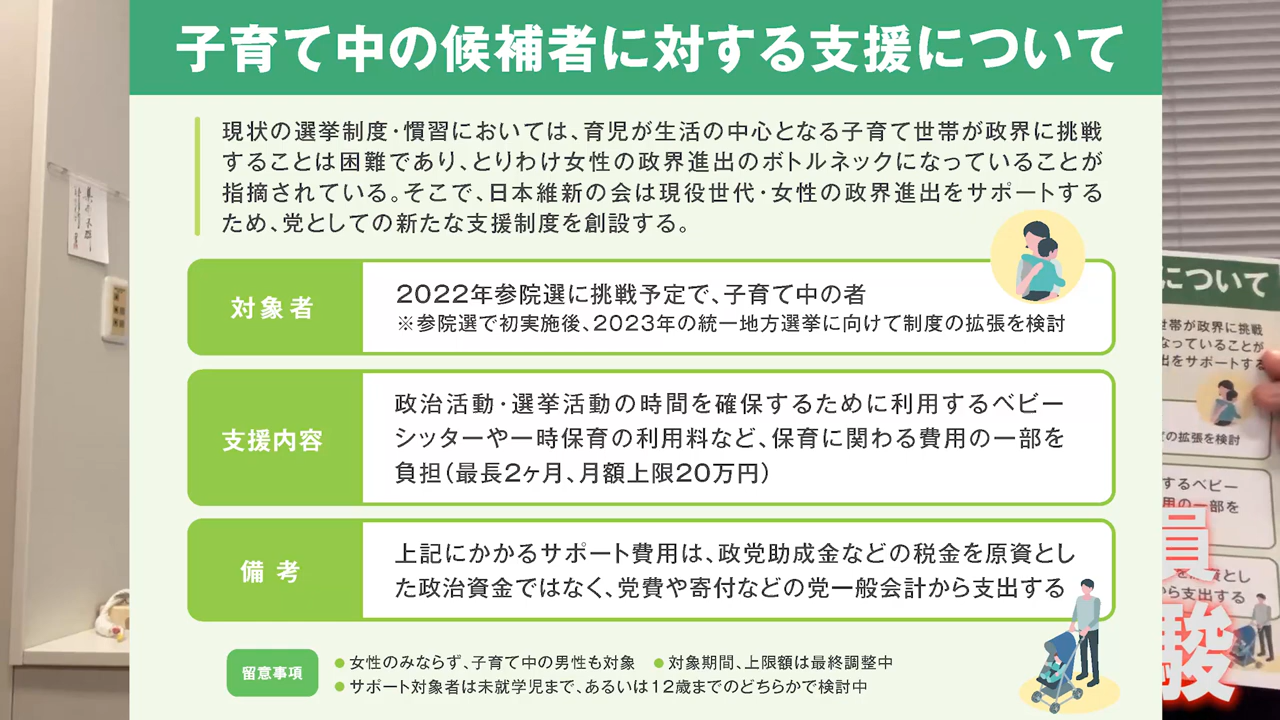 子育て中の候補者に対する支援について
現状の選挙制度・慣習においては、育児が生活の中心となる子育て世帯が政界に挑戦
することは困難であり、とりわけ女性の政界進出のボトルネックになっていることが
指摘されている。そこで、日本維新の会は現役世代・女性の政界進出をサポートする
ため、党としての新たな支援制度を創設する。
対象者
2022年参院選に挑戦予定で、子育て中の者
※参院選で初実施後、2023年の統一地方選挙に向けて制度の拡張を検討
支援内容
政治活動・選挙活動の時間を確保するために利用するベビー
シッターや一時保育の利用料など、保育に関わる費用の一部を
負担（最長2ヶ月、月額上限20万円）
備考
上記にかかるサポート費用は、政党助成金などの税金を原資とし
た政治資金ではなく、党費や寄付などの党一般会計から支出する
留意事項
●女性のみならず、子育て中の男性も対象 ●対象期間、上限額は最終調整中
●サポート対象者は未就学児まで、あるいは12歳までのどちらかで検討中
について
世帯が政界に挑戦
なっていることが
出をサポートする
の拡張を検討
するベビー
用の一部を
員
資とし
から支出する
駿